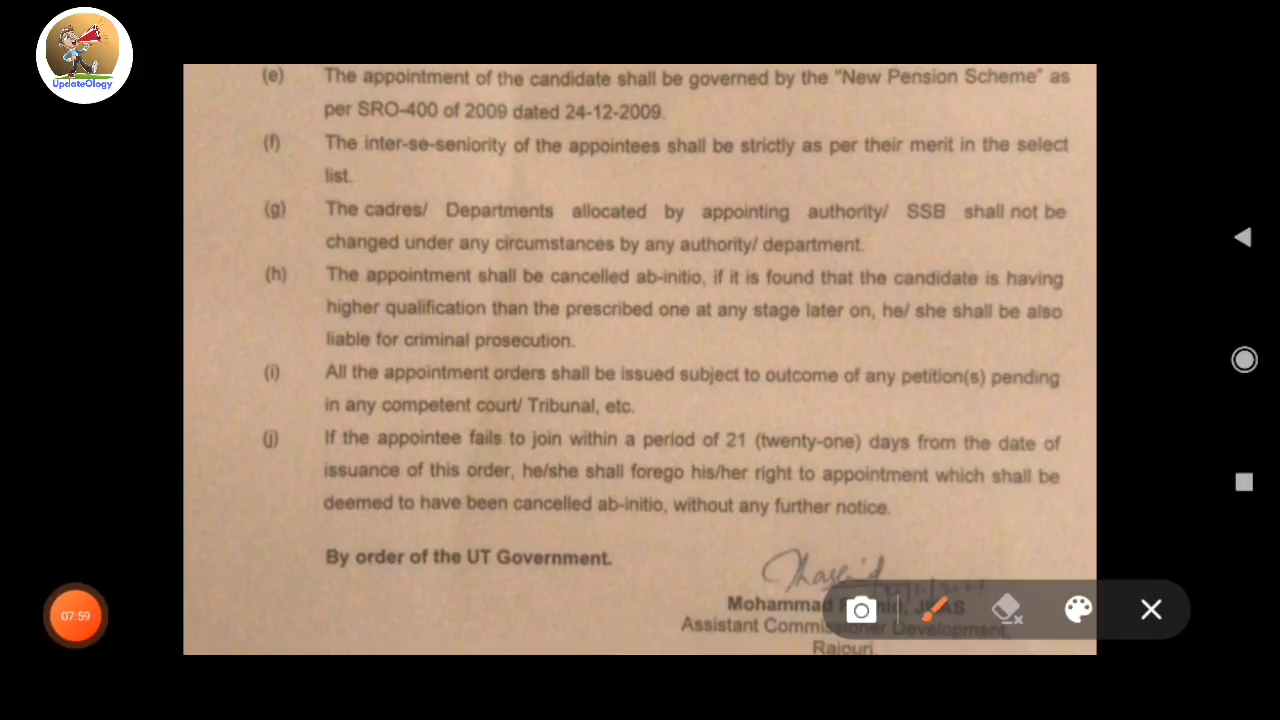 UpdateOlogy
(e) The appointment of the candidate shall be governed by the "New Pension Scheme" as
per SRO-400 of 2009 dated 24-12-2009.
(f) The inter-se-seniority of the appointees shall be strictly as per their merit in the select
list.
(g) The cadres/ Departments allocated by appointing authority/ SSB shall not be
changed under any circumstances by any authority/ department.
(h) The appointment shall be cancelled ab-initio, if it is found that the candidate is having
higher qualification than the prescribed one at any stage later on, he/ she shall be also
liable for criminal prosecution.
(i) All the appointment orders shall be issued subject to outcome of any petition(s) pending
in any competent court/ Tribunal, etc.
(j) If the appointee fails to join within a period of 21 (twenty-one) days from the date of
issuance of this order, he/she shall forego his/her right to appointment which shall be
deemed to have been cancelled ab-initio, without any further notice.
By order of the UT Government.
Mohammad
Assistant Commissioner Development,
Rajouri.
07:59